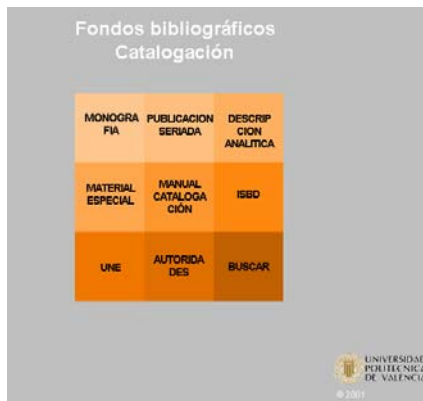 Fondos bibliográficos
Catalogación
MONOGRA
FIA
PUBLICACION
SERIADA
DESCRIP
CION
ANALITICA
MATERIAL
ESPECIAL
MANUAL
CATALOGA
CIÓN
ISBD
UNE
AUTORIDA
DES
BUSCAR
UNIVERSIDAD
POLITECNICA
DE VALENCIA
© 2001